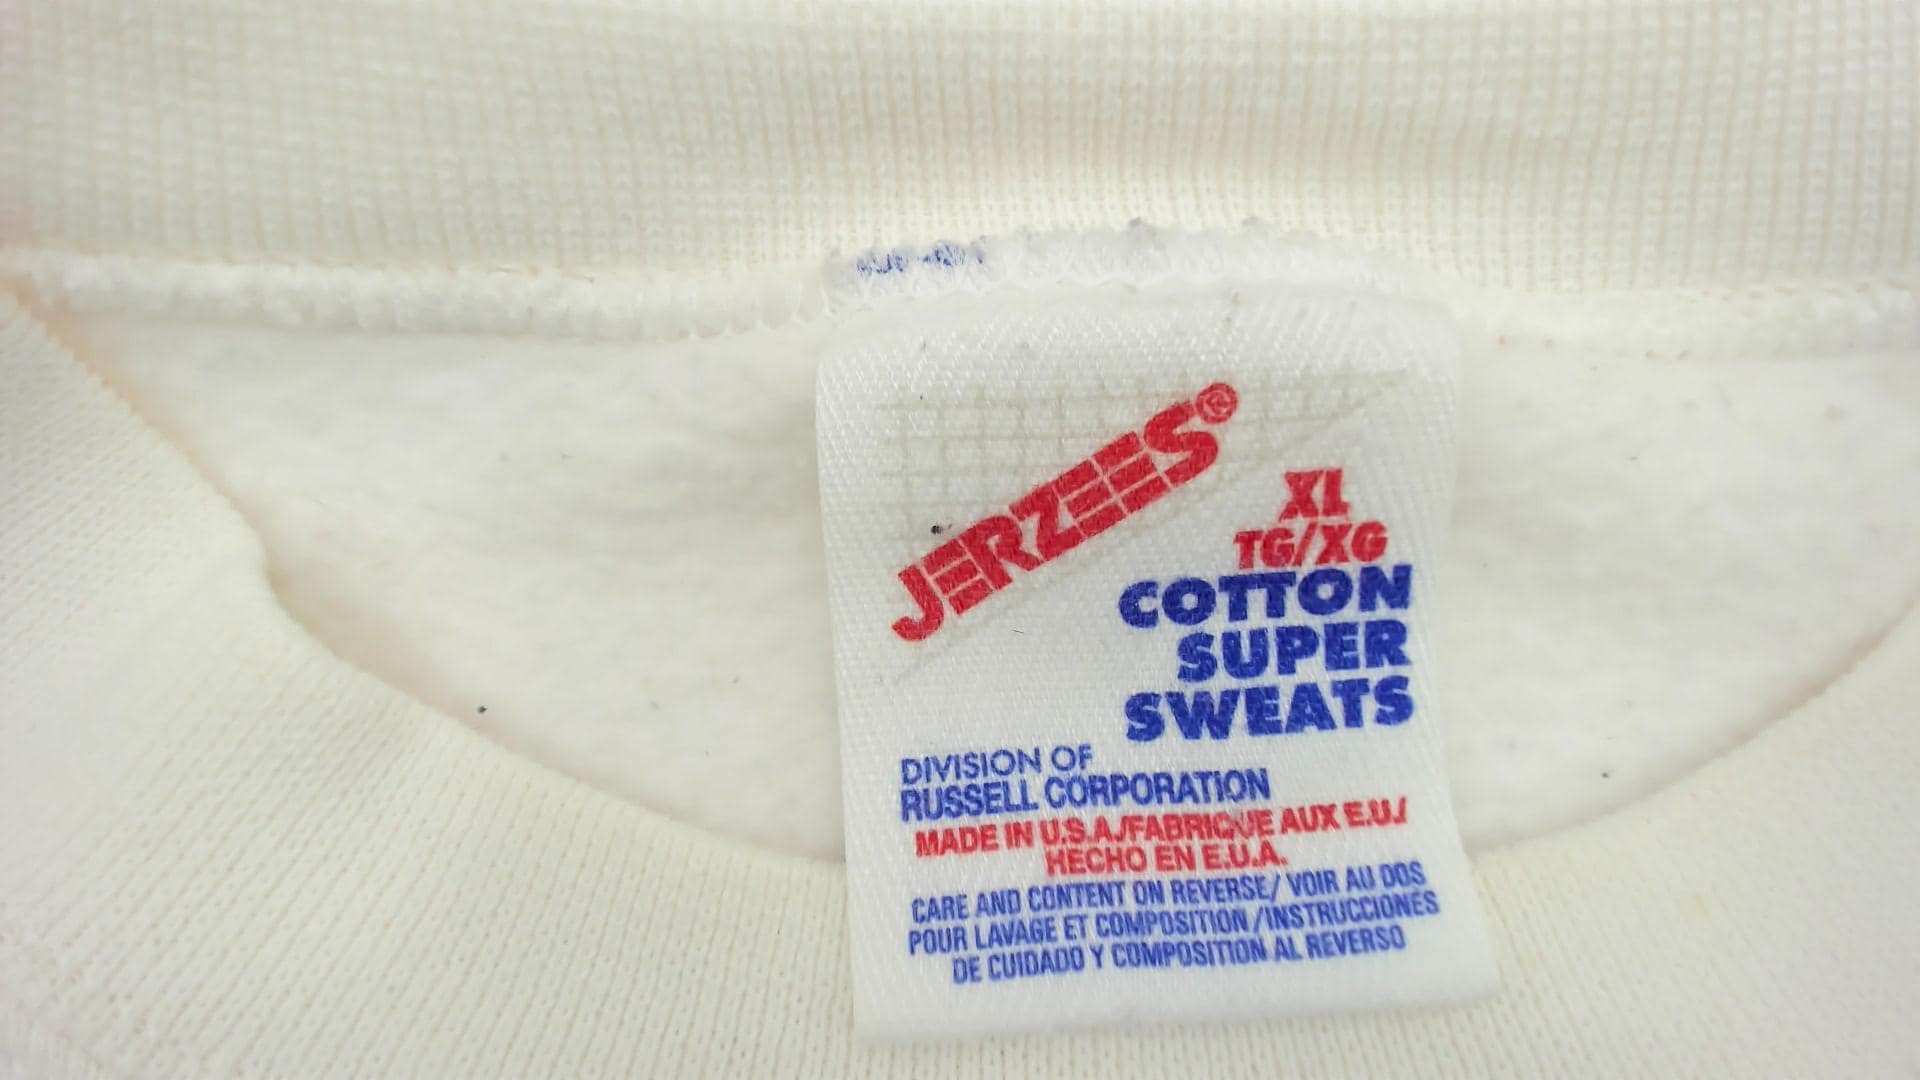 JERZEES®
XL
TG/XG
COTTON
SUPER
SWEATS
DIVISION OF
RUSSELL CORPORATION
MADE IN U.S.A./FABRIQUE AUX E.U./
HECHO EN E.U.A.
CARE AND CONTENT ON REVERSE/ VOIR AU DOS
POUR LAVAGE ET COMPOSITION/INSTRUCCIONES
DE CUIDADO Y COMPOSITION AL REVERSO